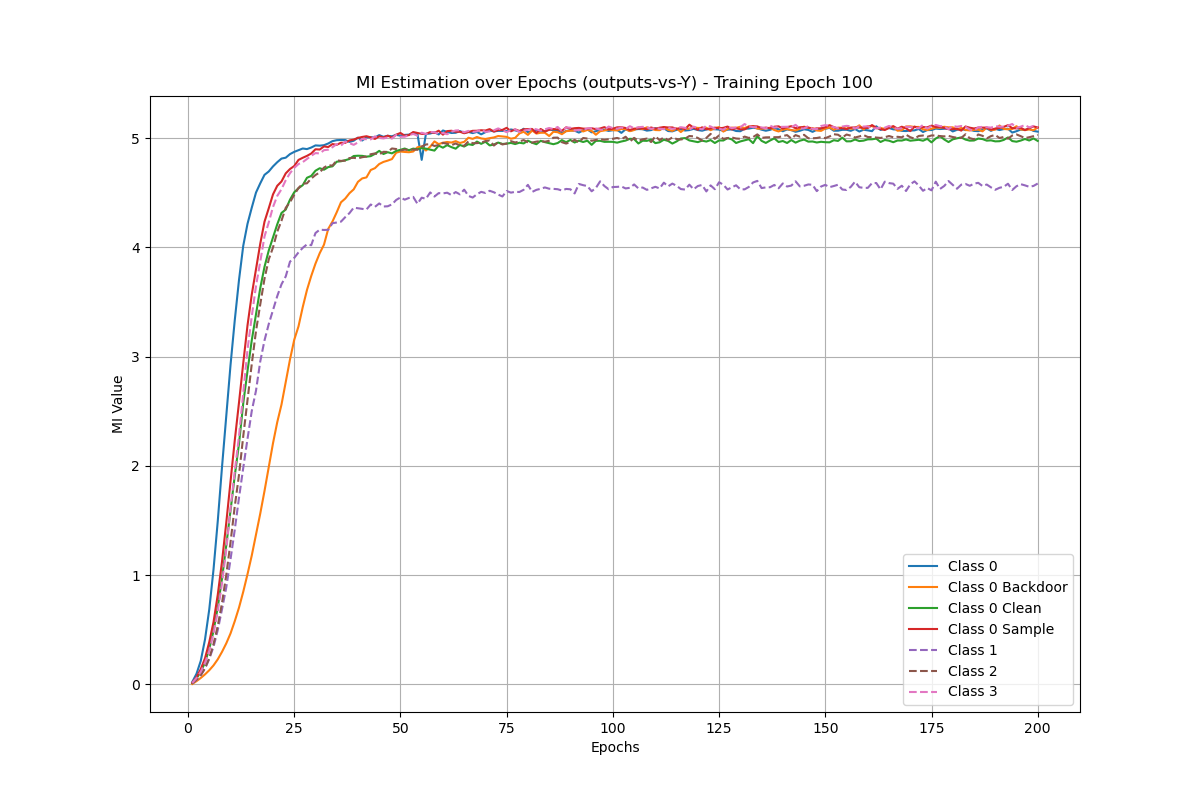 MI Estimation over Epochs (outputs-vs-Y) - Training Epoch 100
MI Value
5
4
3
2
1
0
0 25 50 75 100 125 150 175 200
Epochs
Class 0
Class 0 Backdoor
Class 0 Clean
Class 0 Sample
Class 1
Class 2
Class 3